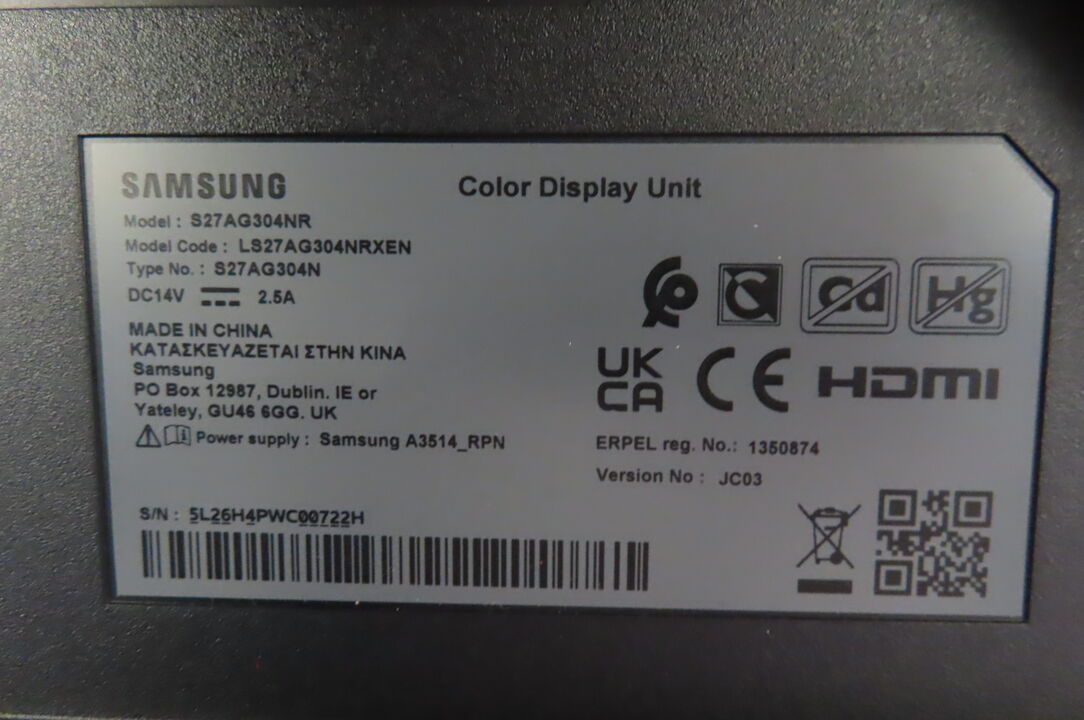 SAMSUNG
Color Display Unit
Model : S27AG304NR
Model Code : LS27AG304NRXEN
Type No. : S27AG304N
DC14V 2.5A
MADE IN CHINA
ΚΑΤΑΣΚΕΥΑΖΕΤΑΙ ΣΤΗΝ ΚΙΝΑ
Samsung
PO Box 12987, Dublin. IE or
Yateley, GU46 6GG. UK
Power supply : Samsung A3514_RPN
Cd
Hg
UK
CA
CE
HDMI
ERPEL reg. No.: 1350874
Version No : JC03
S/N : 5L26H4PWC00722H